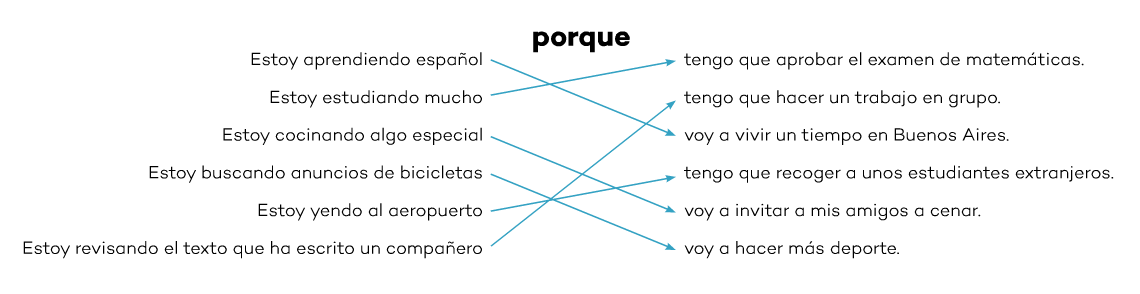 porque
Estoy aprendiendo español
tengo que aprobar el examen de matemáticas.
Estoy estudiando mucho
tengo que hacer un trabajo en grupo.
Estoy cocinando algo especial
voy a vivir un tiempo en Buenos Aires.
Estoy buscando anuncios de bicicletas
tengo que recoger a unos estudiantes extranjeros.
Estoy yendo al aeropuerto
voy a invitar a mis amigos a cenar.
Estoy revisando el texto que ha escrito un compañero
voy a hacer más deporte.